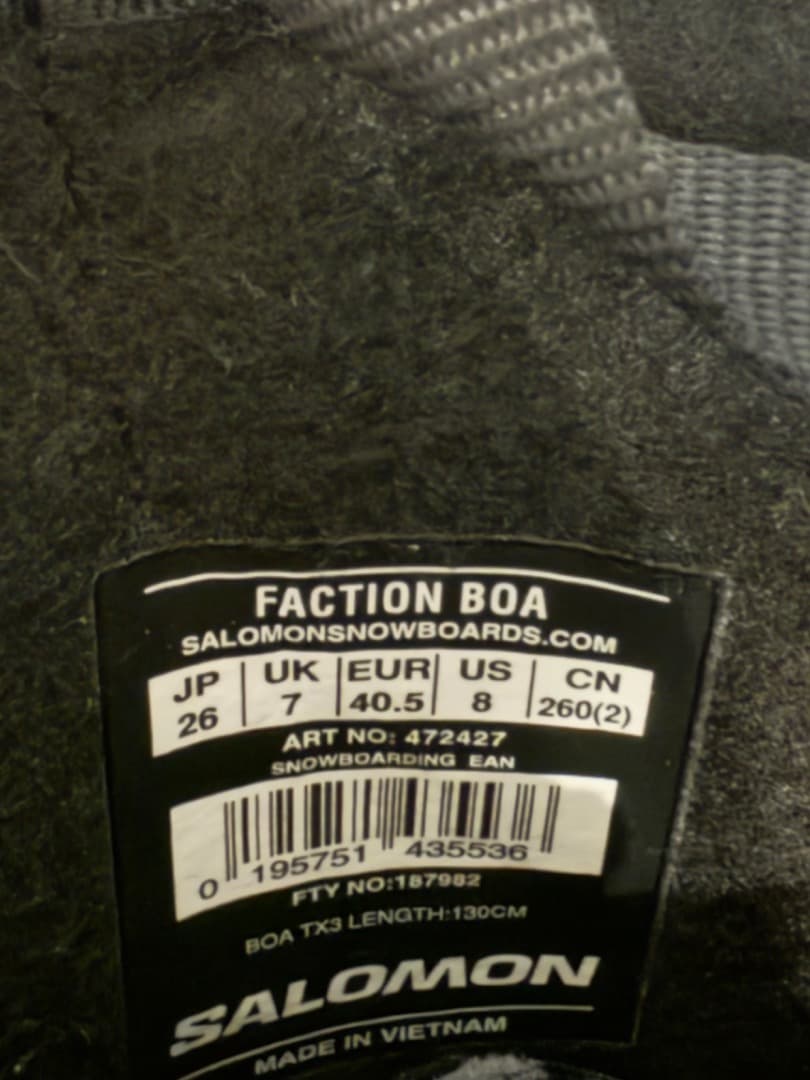 FACTION BOA
SALOMONSNOWBOARDS.COM
JP UK EUR US CN
26 7 40.5 8 260(2)
ART NO: 472427
SNOWBOARDING EAN
0 195751 435536
FTY NO:187982
BOA TX3 LENGTH:130CM
SALOMON
MADE IN VIETNAM